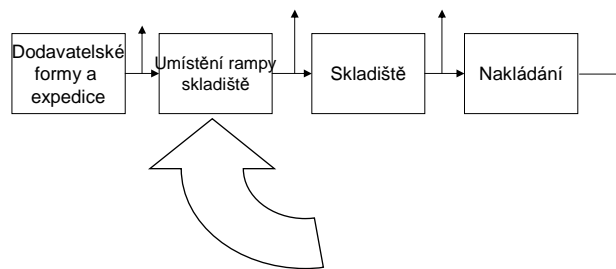 Dodavatelské
formy a
expedice
Umístění rampy
skladiště
Skladiště
Nakládání